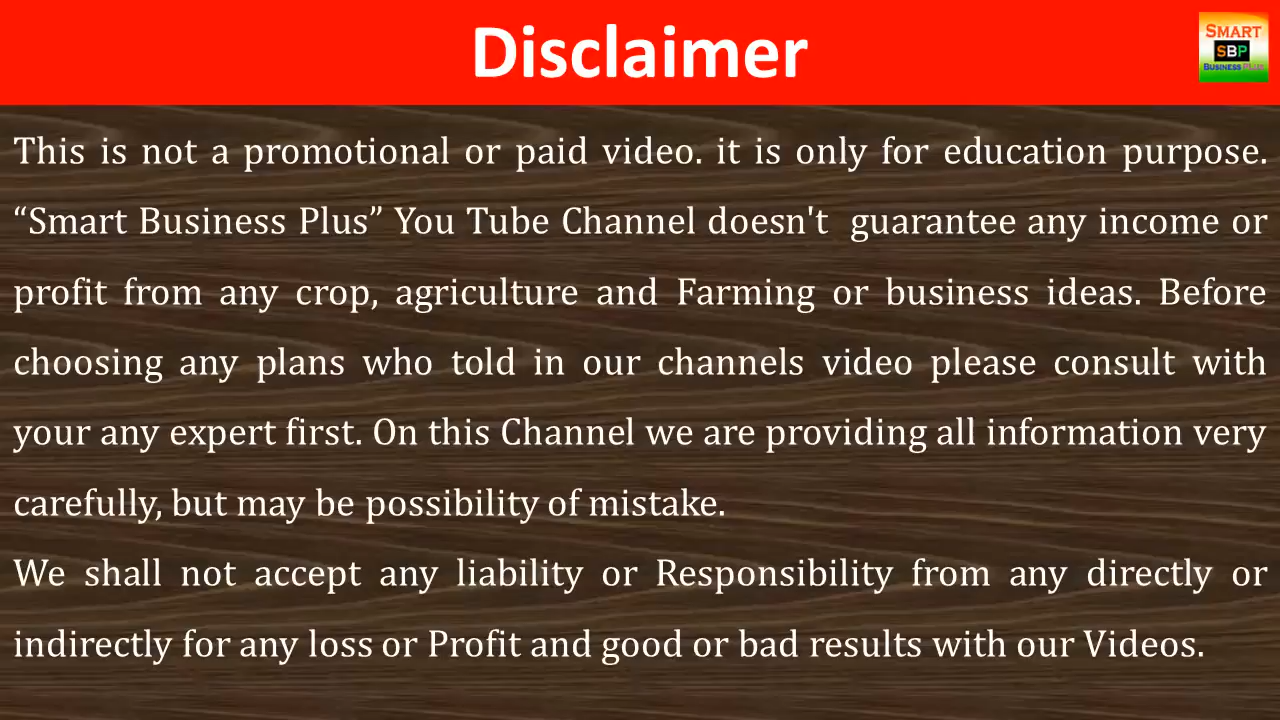 Disclaimer
SMART
SBP
BUSINESS PLUS
This is not a promotional or paid video. it is only for education purpose.
“Smart Business Plus” You Tube Channel doesn't guarantee any income or
profit from any crop, agriculture and Farming or business ideas. Before
choosing any plans who told in our channels video please consult with
your any expert first. On this Channel we are providing all information very
carefully, but may be possibility of mistake.
We shall not accept any liability or Responsibility from any directly or
indirectly for any loss or Profit and good or bad results with our Videos.